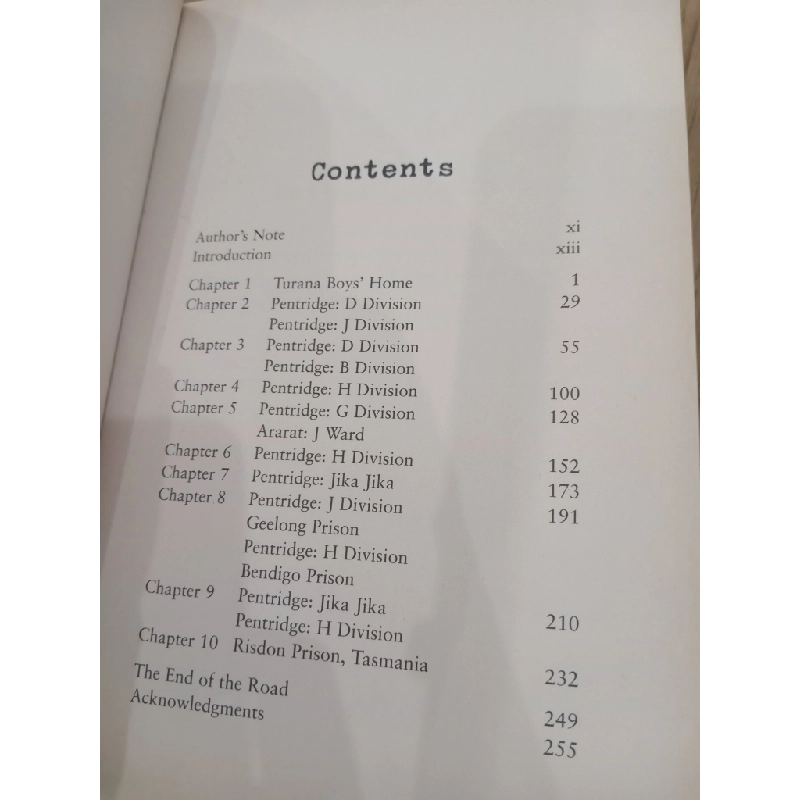 Contents
Author's Note xi
Introduction xiii
Chapter 1 Turana Boys' Home 1
Chapter 2 Pentridge: D Division 29
Pentridge: J Division
Chapter 3 Pentridge: D Division 55
Pentridge: B Division
Chapter 4 Pentridge: H Division 100
Chapter 5 Pentridge: G Division 128
Ararat: J Ward
Chapter 6 Pentridge: H Division 152
Chapter 7 Pentridge: Jika Jika 173
Chapter 8 Pentridge: J Division 191
Geelong Prison
Pentridge: H Division
Bendigo Prison
Chapter 9 Pentridge: Jika Jika 210
Pentridge: H Division
Chapter 10 Risdon Prison, Tasmania 232
The End of the Road 249
Acknowledgments 255